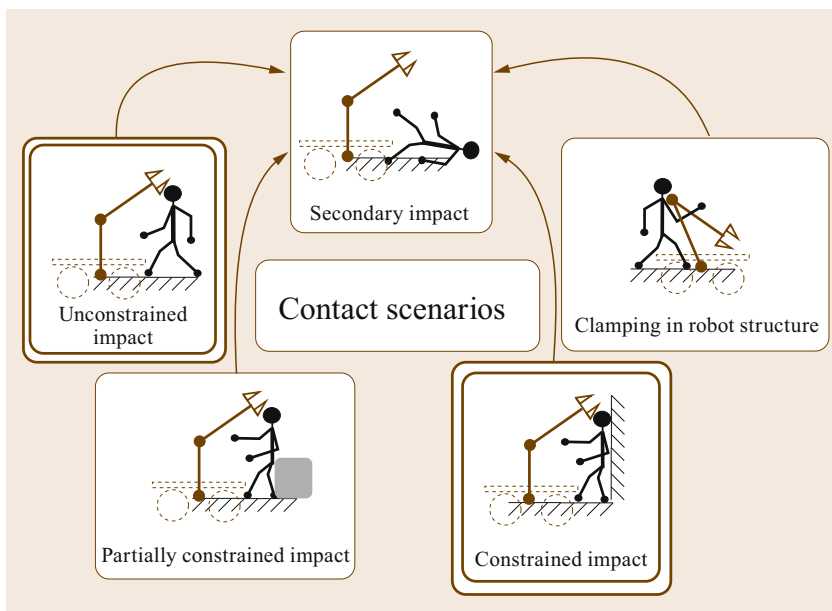 Secondary impact
Unconstrained
impact
Contact scenarios
Clamping in robot structure
Partially constrained impact
Constrained impact